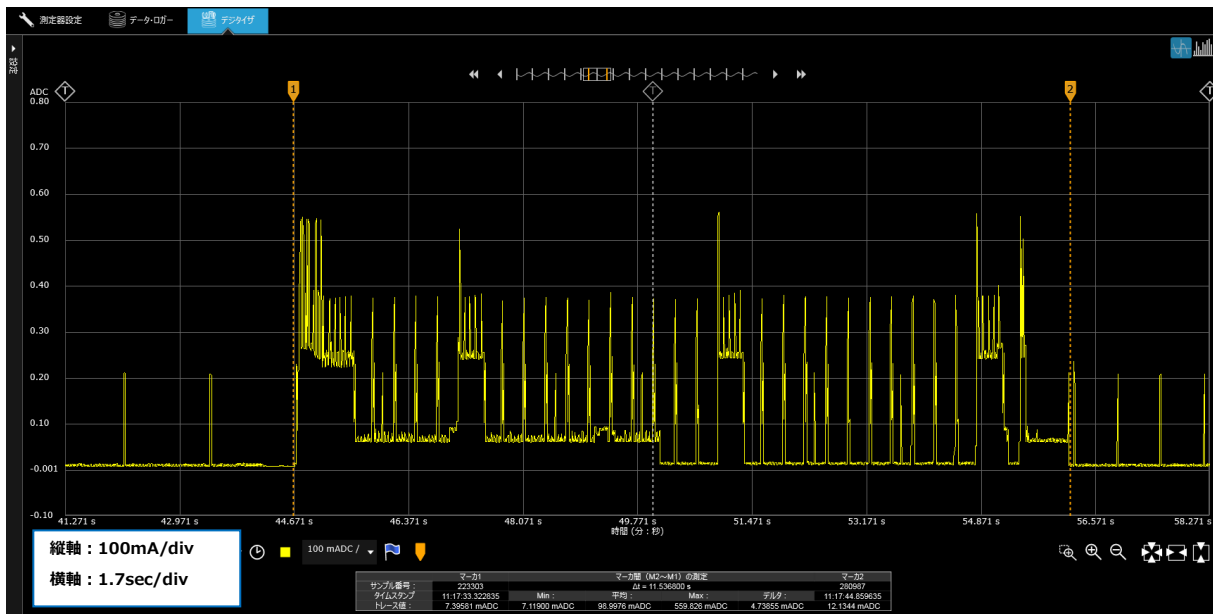 測定器設定 データ・ロガー デジタイザ
設定
ADC T 1 T 2 T
0.80
0.70
0.60
0.50
0.40
0.30
0.20
0.10
-0.001
-0.10
41.271 s 42.971 s 44.671 s 46.371 s 48.071 s 49.771 s 51.471 s 53.171 s 54.871 s 56.571 s 58.271 s
時間 (分 : 秒)
縦軸：100mA/div
横軸：1.7sec/div
100 mADC /
マーカ1 マーカ間（M2～M1）の測定 マーカ2
サンプル番号： 223303 Δt = 11.536800 s 280987
タイムスタンプ 11:17:33.322835 Min： 平均： Max： デルタ： 11:17:44.859635
トレース値： 7.39581 mADC 7.11900 mADC 98.9976 mADC 559.826 mADC 4.73855 mADC 12.1344 mADC